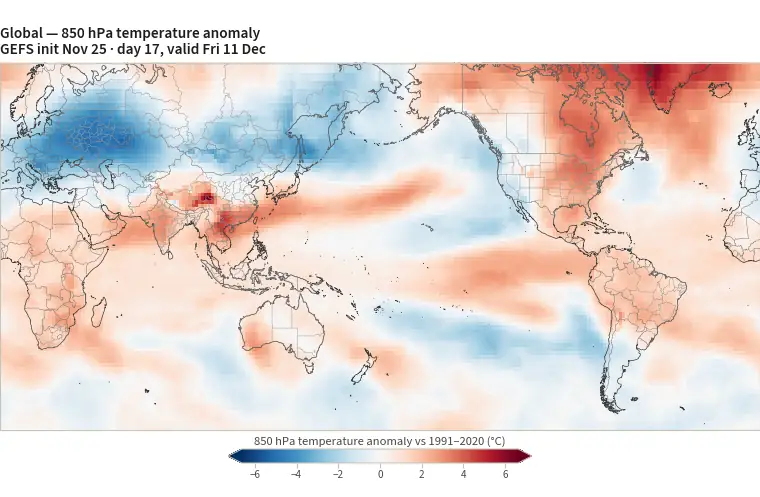 Global — 850 hPa temperature anomaly
GEFS init Nov 25 · day 17, valid Fri 11 Dec
850 hPa temperature anomaly vs 1991–2020 (°C)
−6 −4 −2 0 2 4 6